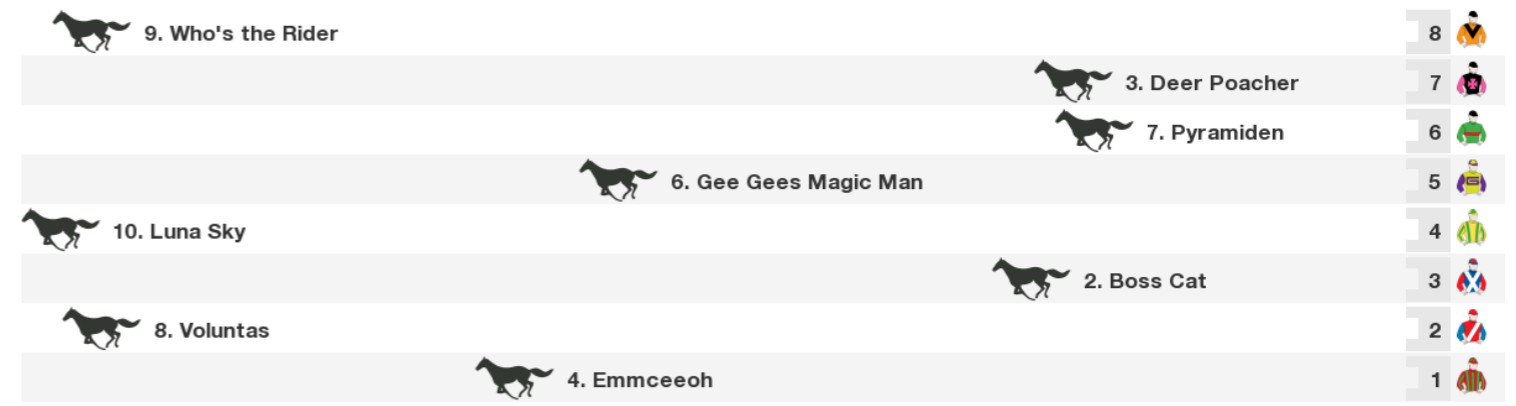 9. Who's the Rider 8
3. Deer Poacher 7
7. Pyramiden 6
6. Gee Gees Magic Man 5
10. Luna Sky 4
2. Boss Cat 3
8. Voluntas 2
4. Emmceeoh 1